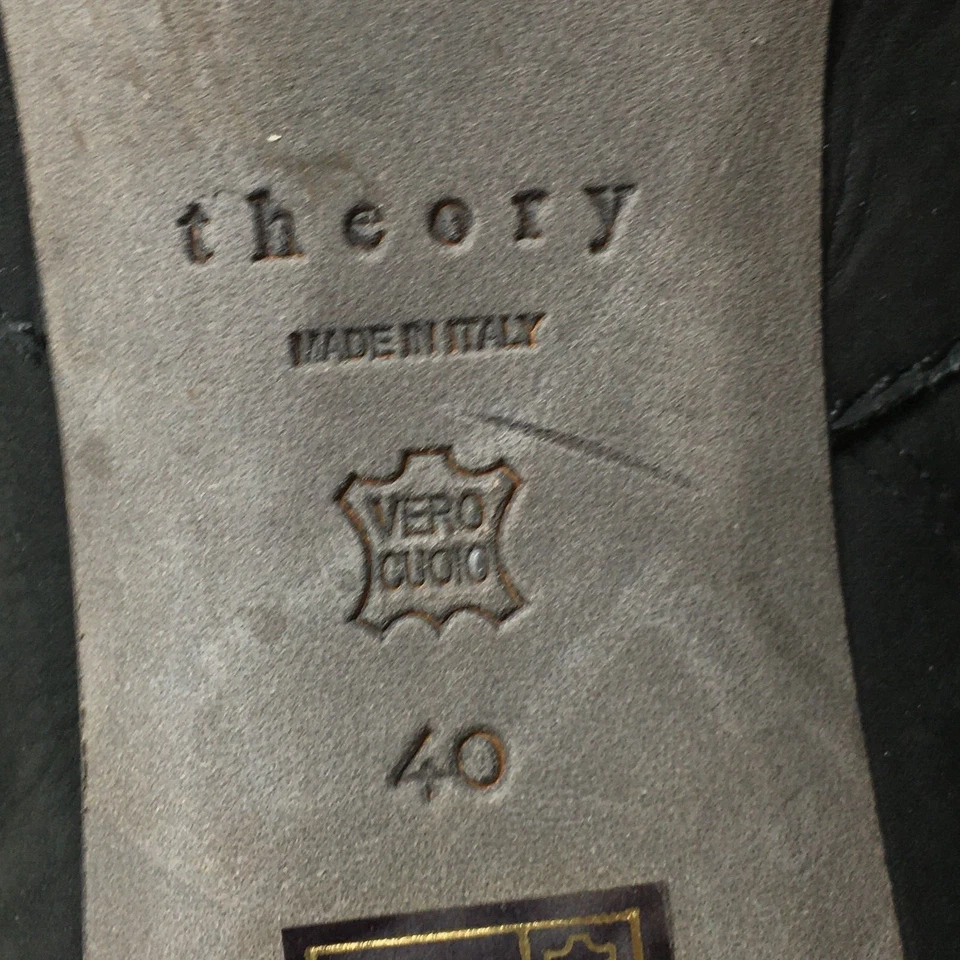 theory
MADE IN ITALY
VERO
CUOIO
40